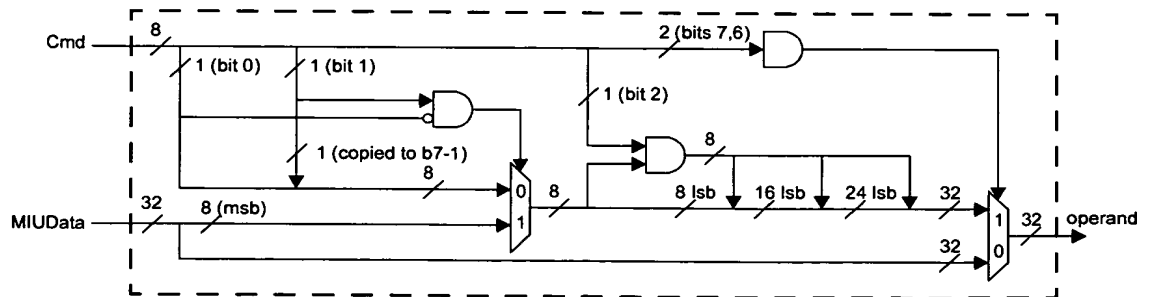 Cmd
8
2 (bits 7,6)
1 (bit 0)
1 (bit 1)
1 (bit 2)
1 (copied to b7-1)
8
8
0
1
8
8 lsb
16 lsb
24 lsb
32
MIUData
32
8 (msb)
32
1
0
32
operand